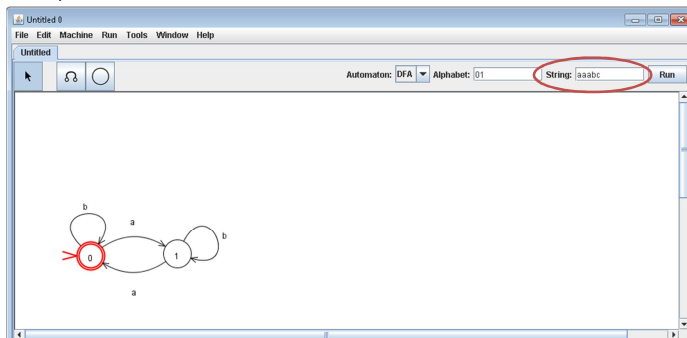 Untitled 0
File Edit Machine Run Tools Window Help
Untitled
Automaton: DFA Alphabet: 01 String: aaabc Run
b
a
b
0
1
a